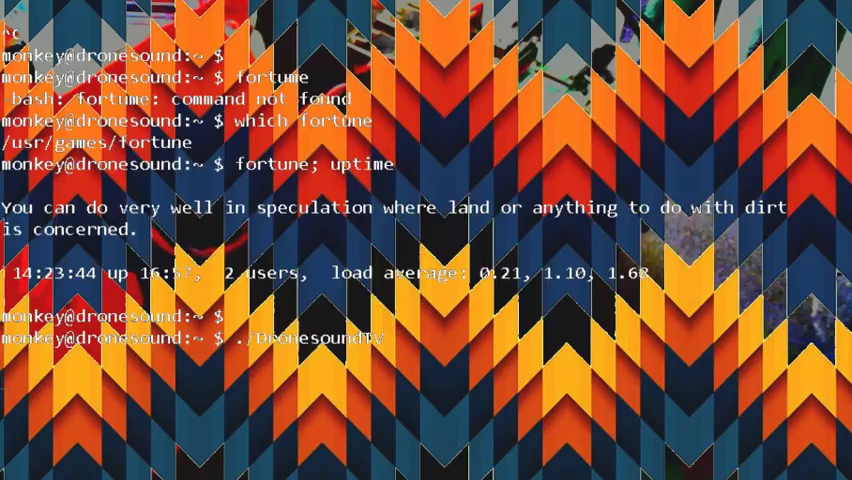 ^C
monkey@dronesound:~ $
monkey@dronesound:~ $ fortume
-bash: fortume: command not found
monkey@dronesound:~ $ which fortune
/usr/games/fortune
monkey@dronesound:~ $ fortune; uptime
You can do very well in speculation where land or anything to do with dirt
is concerned.
14:23:44 up 16:57,  2 users,  load average: 0.21, 1.10, 1.68
monkey@dronesound:~ $
monkey@dronesound:~ $ ./DronesoundTV